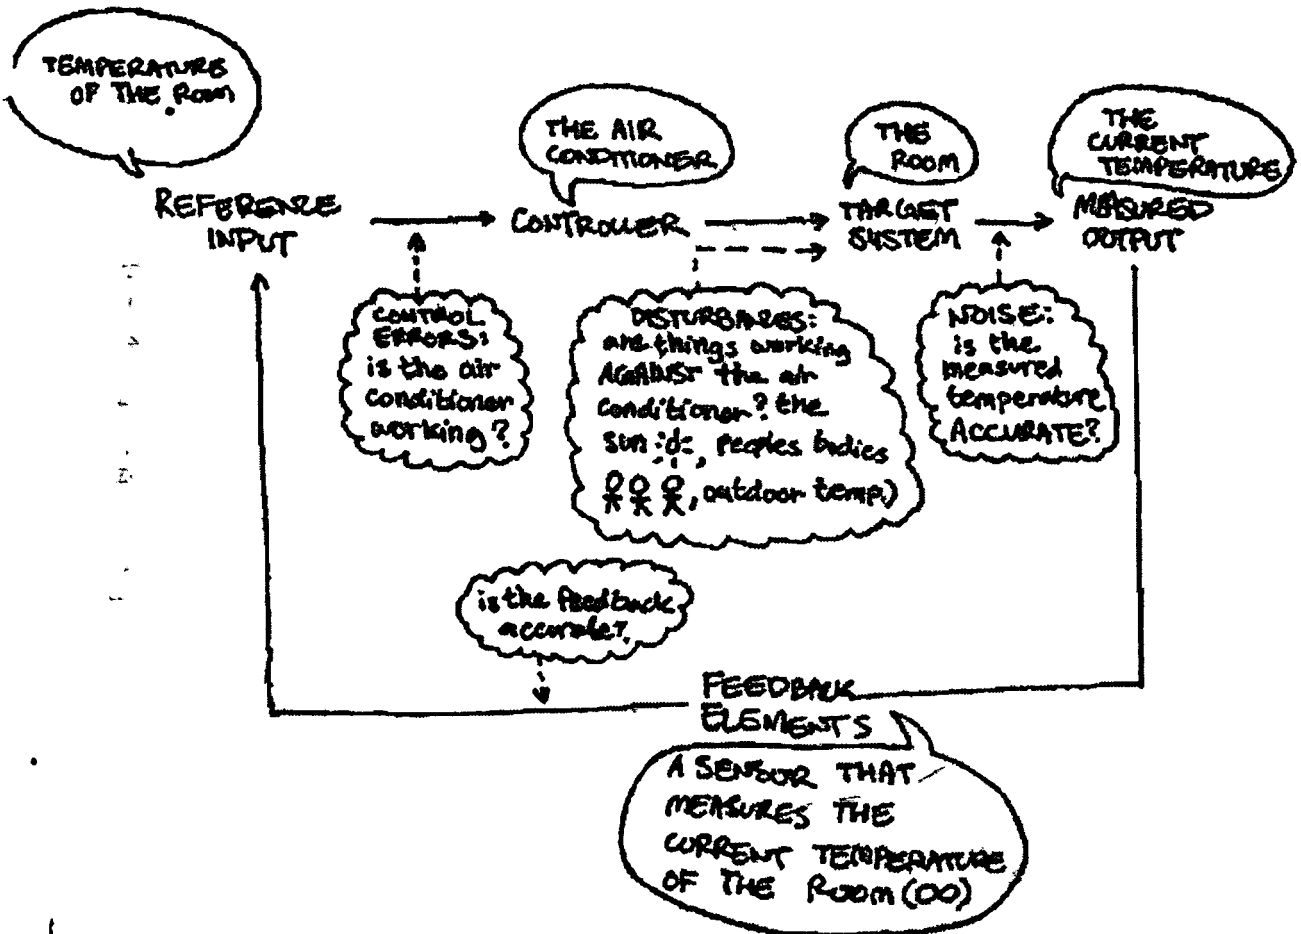 TEMPERATURE
OF THE ROOM
THE AIR
CONDITIONER
THE
ROOM
THE
CURRENT
TEMPERATURE
REFERENCE
INPUT
CONTROLLER
TARGET
SYSTEM
MEASURED
OUTPUT
CONTROL
ERRORS:
is the air
conditioner
working?
DISTURBANCES:
are things working
AGAINST the air
conditioner? the
sun, peoples bodies
, outdoor temp.)
NOISE:
is the
measured
temperature
ACCURATE?
is the feedback
accurate?
FEEDBACK
ELEMENTS
A SENSOR THAT
MEASURES THE
CURRENT TEMPERATURE
OF THE ROOM (OO)